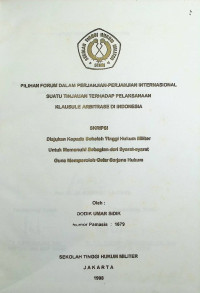 PILIHAN FORUM DALAM PERJANJIAN-PERJANJIAN INTERNASIONAL
SUATU TINJAUAN TERHADAP PELAKSANAAN
KLAUSULE ARBITRASE DI INDONESIA
SKRIPSI
Diajukan Kepada Sekolah Tinggi Hukum Militer
Untuk Memenuhi Sebagian dari Syarat-syarat
Guna Memperoleh Gelar Sarjana Hukum
Oleh :
DODIK UMAR SIDIK
Nomor Pemasis : 1679
SEKOLAH TINGGI HUKUM MILITER
JAKARTA
1996